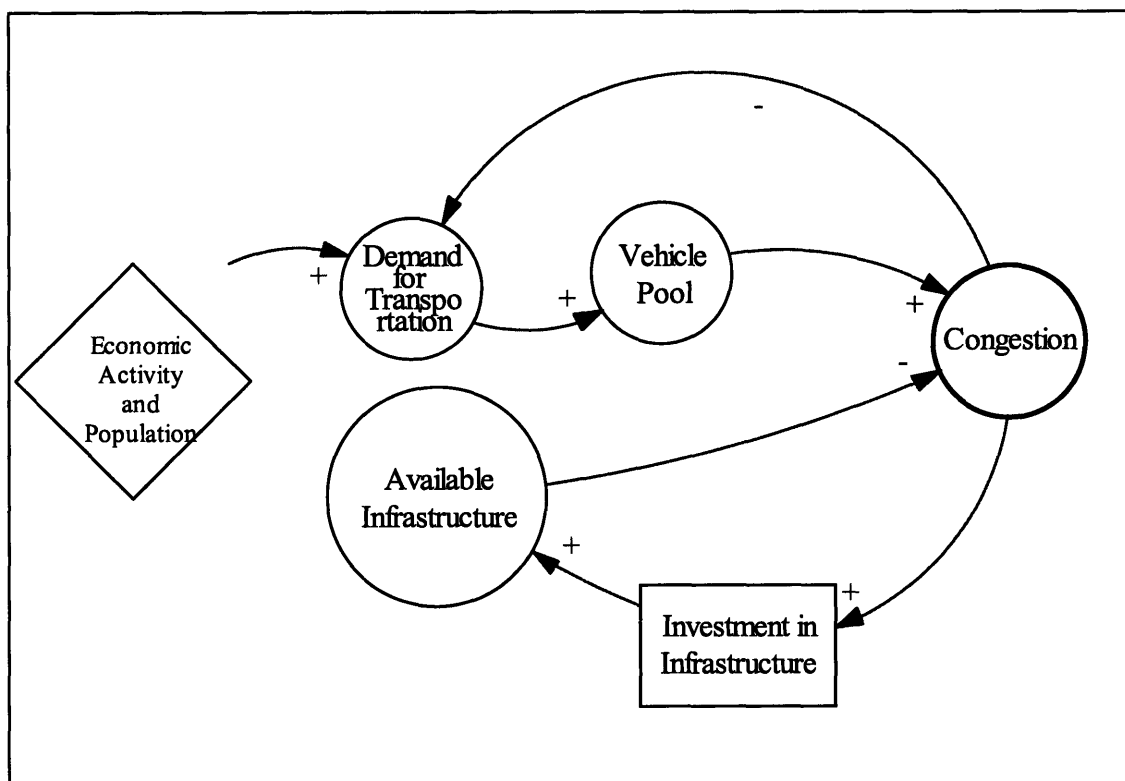 -
+
Demand
for
Transpo
rtation
+
Vehicle
Pool
+
Congestion
-
Economic
Activity
and
Population
Available
Infrastructure
+
+
Investment in
Infrastructure